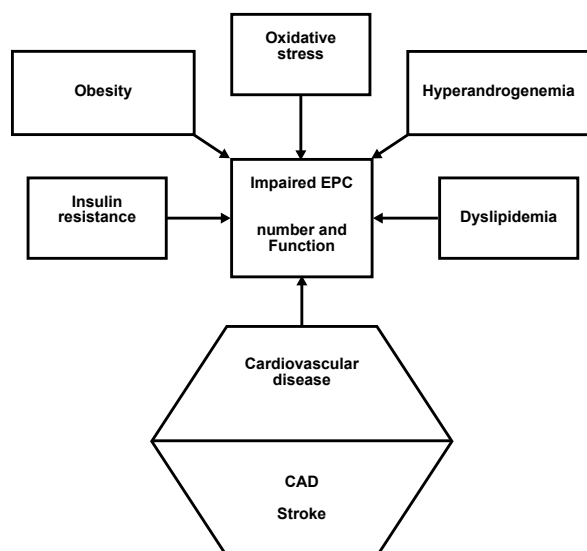 Oxidative
stress
Obesity
Hyperandrogenemia
Impaired EPC
number and
Function
Insulin
resistance
Dyslipidemia
Cardiovascular
disease
CAD
Stroke